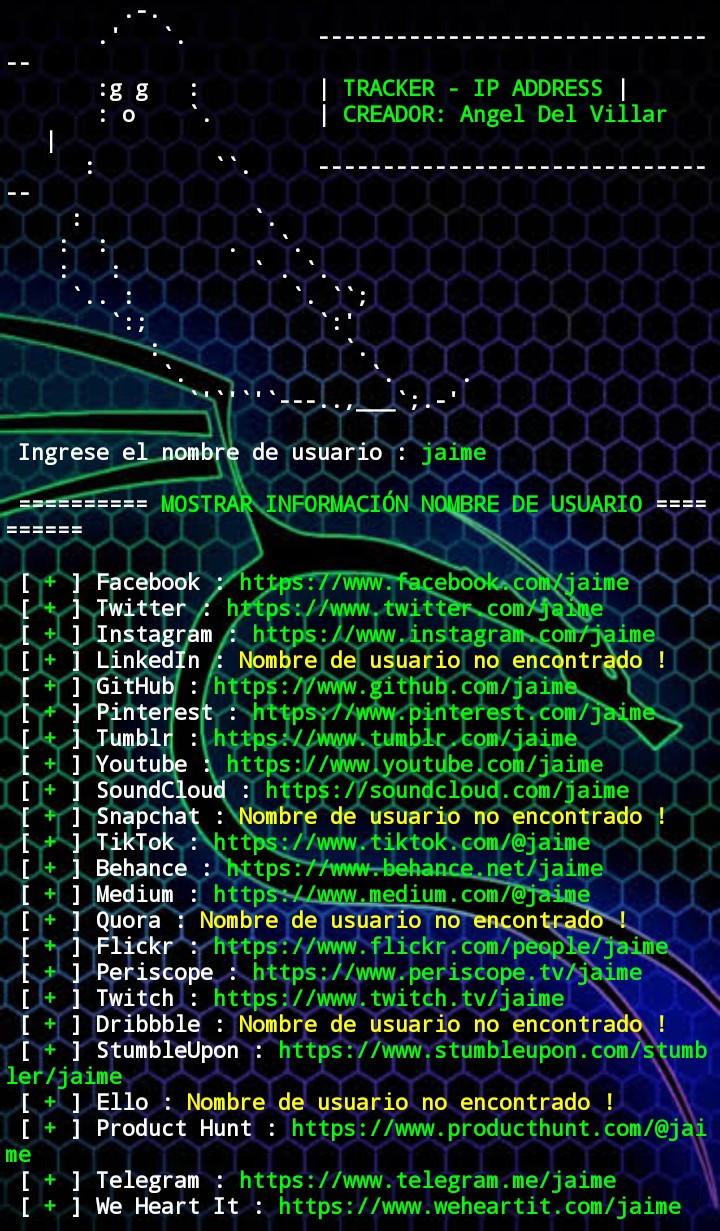 -------------------------------
--
:g g   :        | TRACKER - IP ADDRESS |
: o    `.       | CREADOR: Angel Del Villar
|
-------------------------------
--
Ingrese el nombre de usuario : jaime
========== MOSTRAR INFORMACIÓN NOMBRE DE USUARIO ====
======
[ + ] Facebook : https://www.facebook.com/jaime
[ + ] Twitter : https://www.twitter.com/jaime
[ + ] Instagram : https://www.instagram.com/jaime
[ + ] LinkedIn : Nombre de usuario no encontrado !
[ + ] GitHub : https://www.github.com/jaime
[ + ] Pinterest : https://www.pinterest.com/jaime
[ + ] Tumblr : https://www.tumblr.com/jaime
[ + ] Youtube : https://www.youtube.com/jaime
[ + ] SoundCloud : https://soundcloud.com/jaime
[ + ] Snapchat : Nombre de usuario no encontrado !
[ + ] TikTok : https://www.tiktok.com/@jaime
[ + ] Behance : https://www.behance.net/jaime
[ + ] Medium : https://www.medium.com/@jaime
[ + ] Quora : Nombre de usuario no encontrado !
[ + ] Flickr : https://www.flickr.com/people/jaime
[ + ] Periscope : https://www.periscope.tv/jaime
[ + ] Twitch : https://www.twitch.tv/jaime
[ + ] Dribbble : Nombre de usuario no encontrado !
[ + ] StumbleUpon : https://www.stumbleupon.com/stumb
ler/jaime
[ + ] Ello : Nombre de usuario no encontrado !
[ + ] Product Hunt : https://www.producthunt.com/@jai
me
[ + ] Telegram : https://www.telegram.me/jaime
[ + ] We Heart It : https://www.weheartit.com/jaime